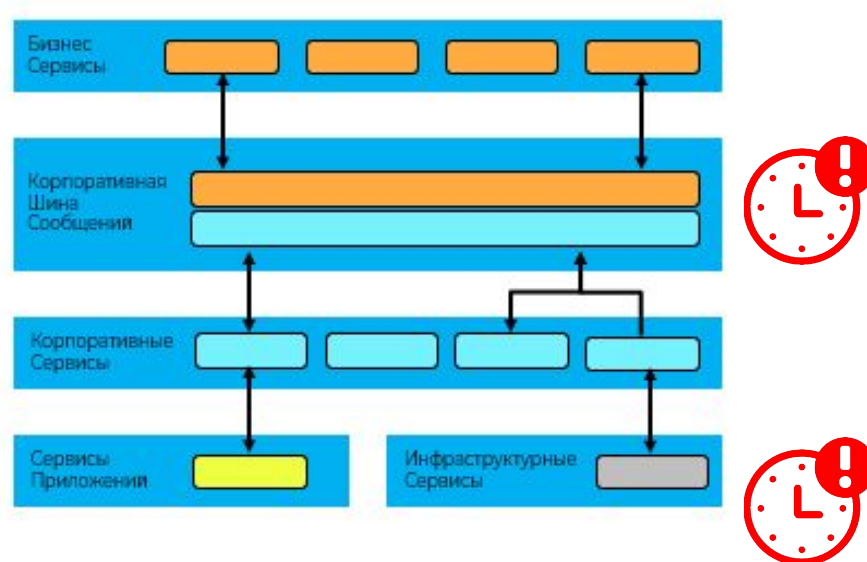 Бизнес
Сервисы
Корпоративная
Шина
Сообщений
Корпоративные
Сервисы
Сервисы
Приложений
Инфраструктурные
Сервисы